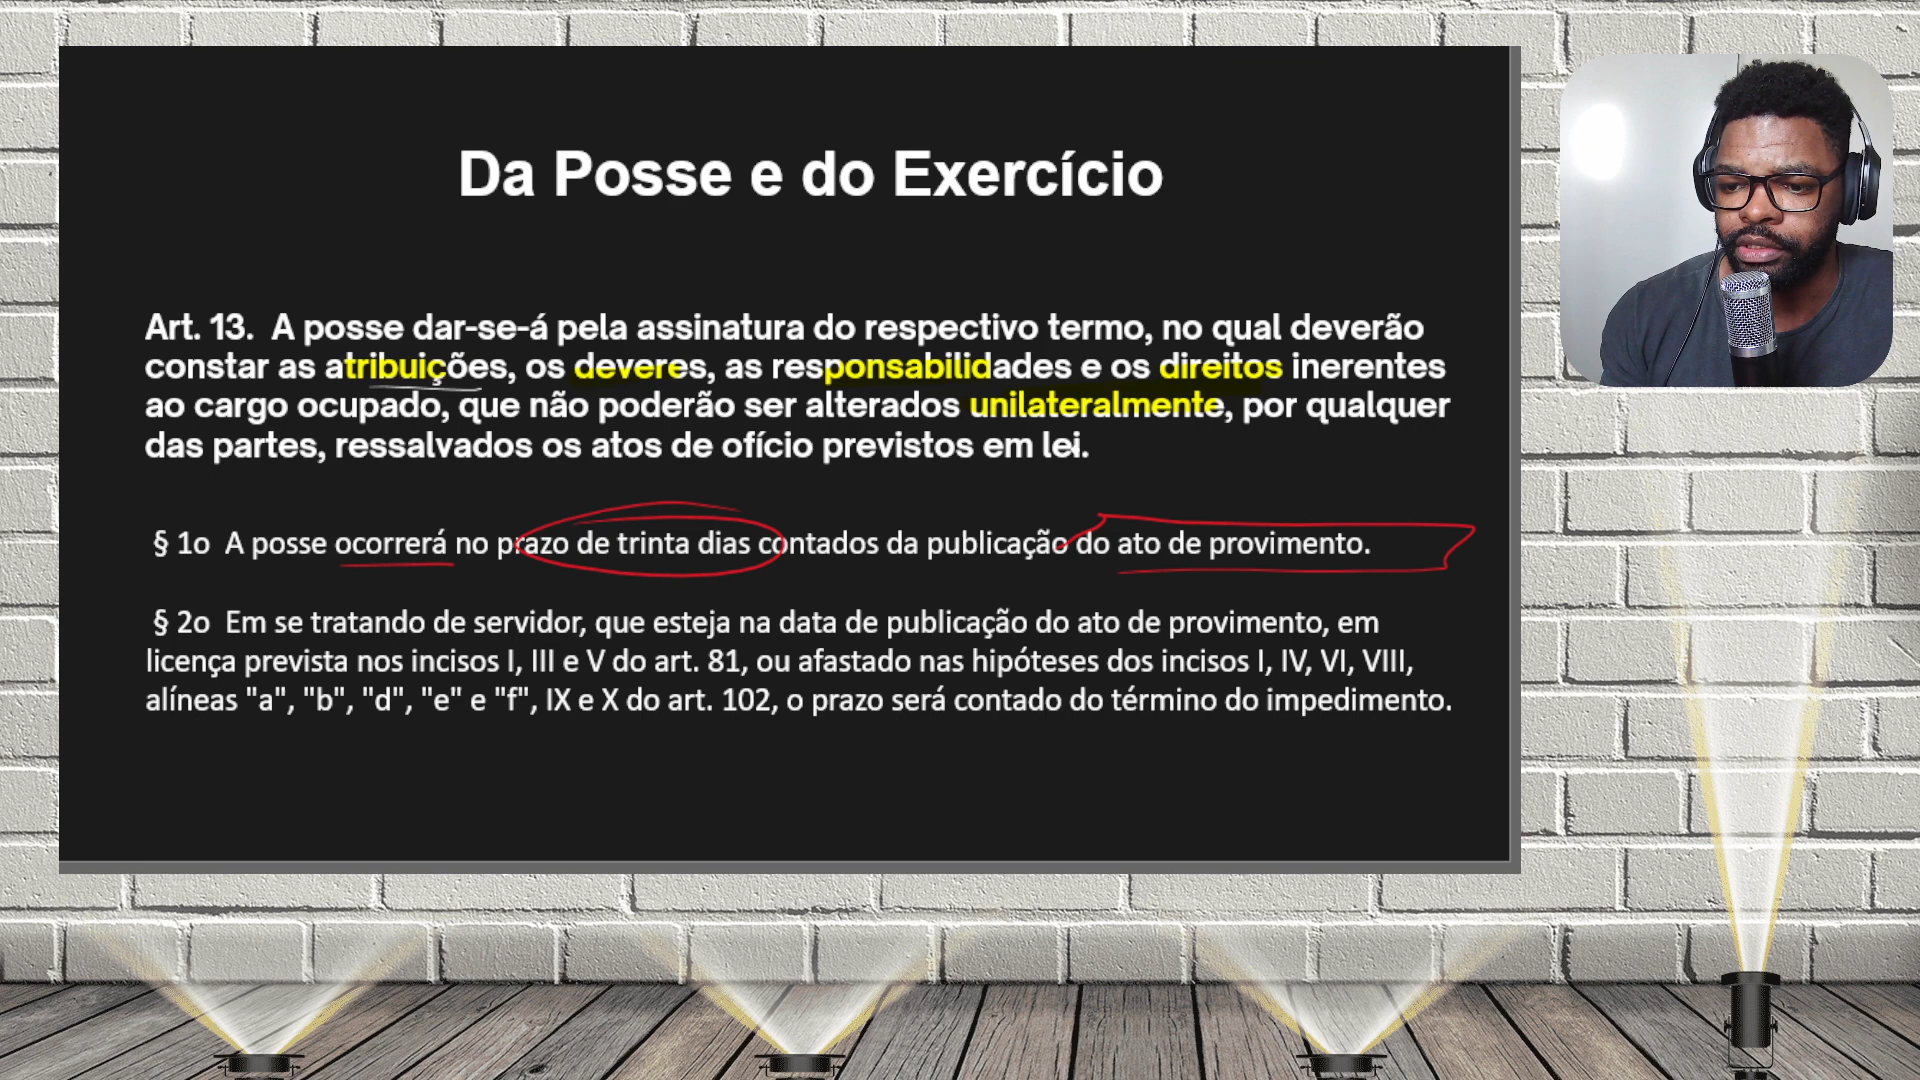 Da Posse e do Exercício
Art. 13.  A posse dar-se-á pela assinatura do respectivo termo, no qual deverão
constar as atribuições, os deveres, as responsabilidades e os direitos inerentes
ao cargo ocupado, que não poderão ser alterados unilateralmente, por qualquer
das partes, ressalvados os atos de ofício previstos em lei.
§ 1o  A posse ocorrerá no prazo de trinta dias contados da publicação do ato de provimento.
§ 2o  Em se tratando de servidor, que esteja na data de publicação do ato de provimento, em
licença prevista nos incisos I, III e V do art. 81, ou afastado nas hipóteses dos incisos I, IV, VI, VIII,
alíneas "a", "b", "d", "e" e "f", IX e X do art. 102, o prazo será contado do término do impedimento.